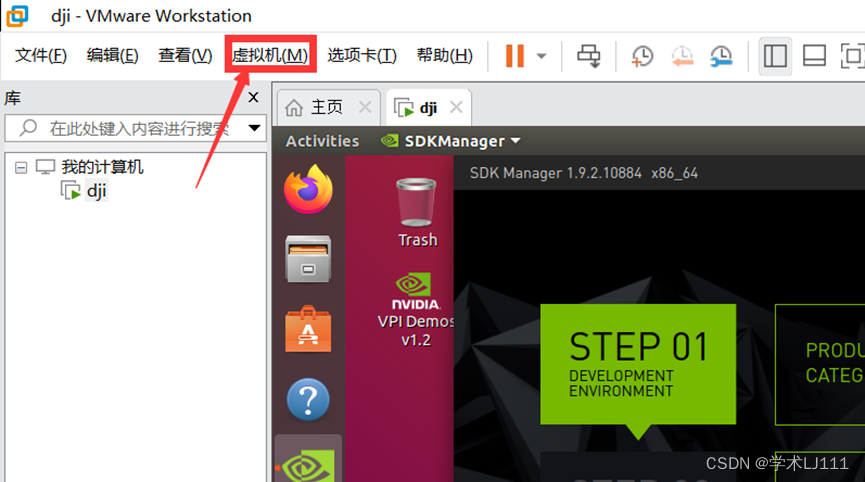 dji - VMware Workstation
文件(F) 编辑(E) 查看(V) 虚拟机(M) 选项卡(T) 帮助(H)
库
主页 dji
在此处键入内容进行搜索
Activities SDKManager
我的计算机
dji
SDK Manager 1.9.2.10884 x86_64
Trash
NVIDIA.
VPI Demos
v1.2
STEP 01
DEVELOPMENT
ENVIRONMENT
PRODU
CATEG
CSDN @学术LJ111